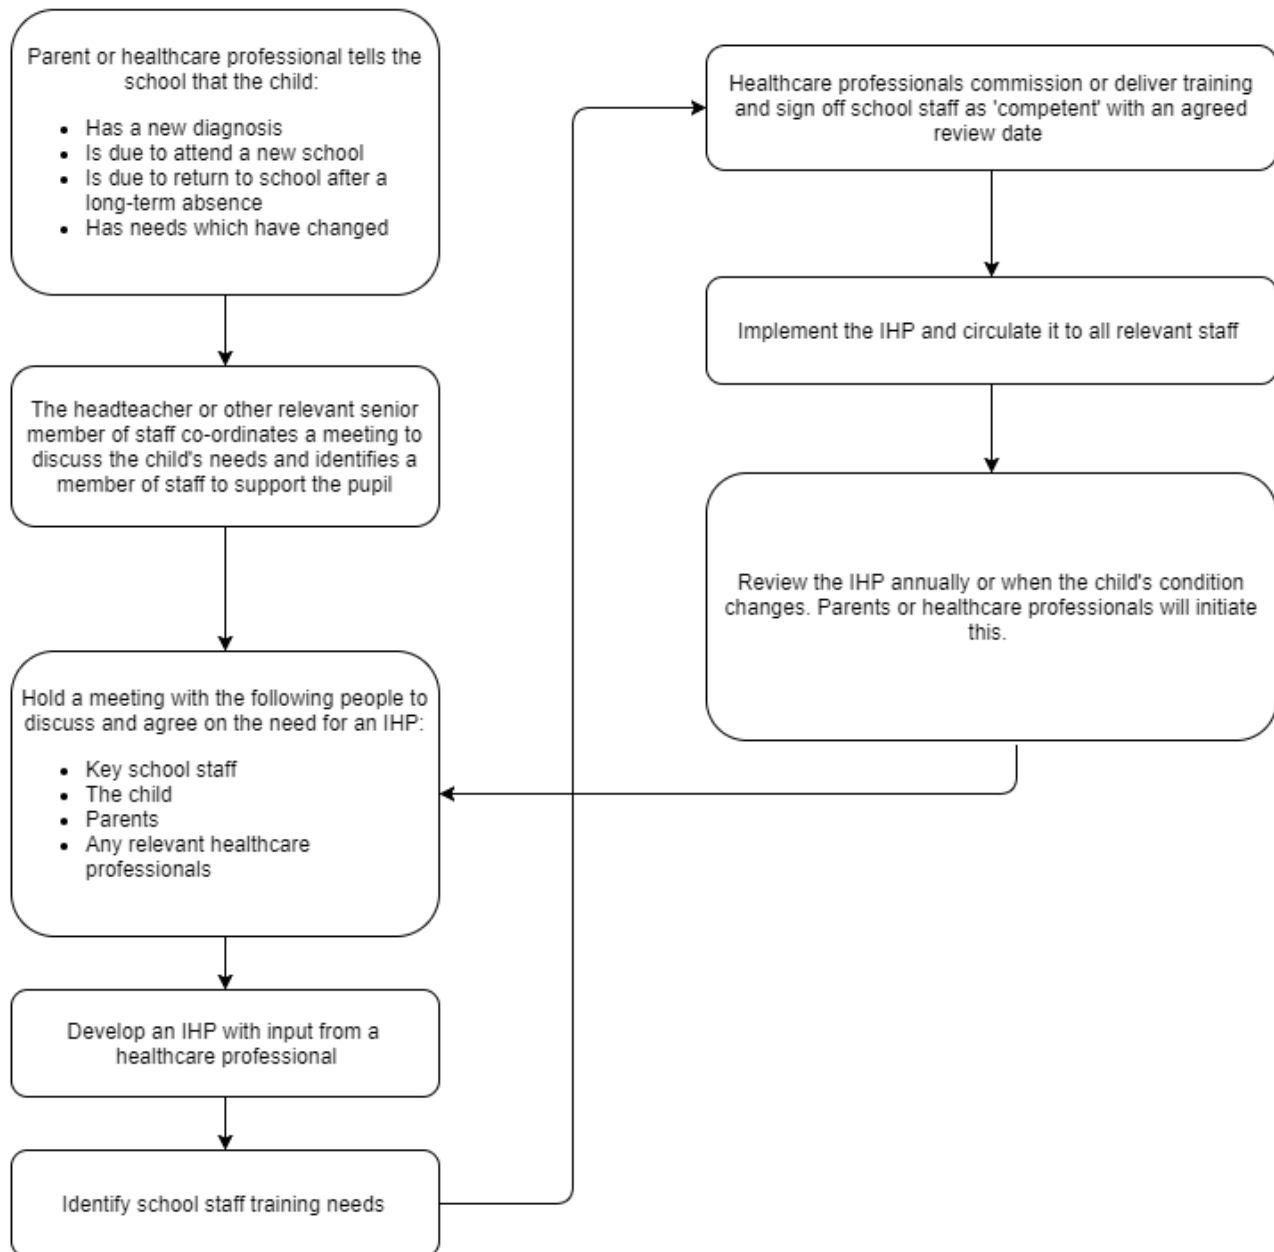 Parent or healthcare professional tells the
school that the child:
• Has a new diagnosis
• Is due to attend a new school
• Is due to return to school after a
long-term absence
• Has needs which have changed
The headteacher or other relevant senior
member of staff co-ordinates a meeting to
discuss the child's needs and identifies a
member of staff to support the pupil
Hold a meeting with the following people to
discuss and agree on the need for an IHP:
• Key school staff
• The child
• Parents
• Any relevant healthcare
professionals
Develop an IHP with input from a
healthcare professional
Identify school staff training needs
Healthcare professionals commission or deliver training
and sign off school staff as 'competent' with an agreed
review date
Implement the IHP and circulate it to all relevant staff
Review the IHP annually or when the child's condition
changes. Parents or healthcare professionals will initiate
this.